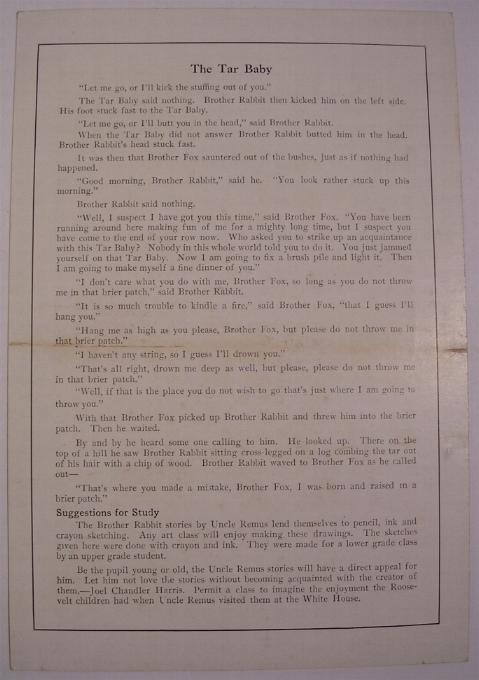 The Tar Baby
"Let me go, or I'll kick the stuffing out of you."
The Tar Baby said nothing. Brother Rabbit then kicked him on the left side.
His foot stuck fast to the Tar Baby.
"Let me go, or I'll butt you in the head," said Brother Rabbit.
When the Tar Baby did not answer Brother Rabbit butted him in the head.
Brother Rabbit's head stuck fast.
It was then that Brother Fox sauntered out of the bushes, just as if nothing had
happened.
"Good morning, Brother Rabbit," said he. "You look rather stuck up this
morning."
Brother Rabbit said nothing.
"Well, I suspect I have got you this time," said Brother Fox. "You have been
running around here making fun of me for a mighty long time, but I suspect you
have come to the end of your row now. Who asked you to strike up an acquaintance
with this Tar Baby? Nobody in this whole world told you to do it. You just jammed
yourself on that Tar Baby. Now I am going to fix a brush pile and light it. Then
I am going to make myself a fine dinner of you."
"I don't care what you do with me, Brother Fox, so long as you do not throw
me in that brier patch," said Brother Rabbit.
"It is so much trouble to kindle a fire," said Brother Fox, "that I guess I'll
hang you."
"Hang me as high as you please, Brother Fox, but please do not throw me in
that brier patch."
"I haven't any string, so I guess I'll drown you."
"That's all right, drown me deep as well, but please, please do not throw me
in that brier patch."
"Well, if that is the place you do not wish to go that's just where I am going to
throw you."
With that Brother Fox picked up Brother Rabbit and threw him into the brier
patch. Then he waited.
By and by he heard some one calling to him. He looked up. There on the
top of a hill he saw Brother Rabbit sitting cross-legged on a log combing the tar out
of his hair with a chip of wood. Brother Rabbit waved to Brother Fox as he called
out—
"That's where you made a mistake, Brother Fox, I was born and raised in a
brier patch."
Suggestions for Study
The Brother Rabbit stories by Uncle Remus lend themselves to pencil, ink and
crayon sketching. Any art class will enjoy making these drawings. The sketches
given here were done with crayon and ink. They were made for a lower grade class
by an upper grade student.
Be the pupil young or old, the Uncle Remus stories will have a direct appeal for
him. Let him not love the stories without becoming acquainted with the creator of
them,—Joel Chandler Harris. Permit a class to imagine the enjoyment the Roose-
velt children had when Uncle Remus visited them at the White House.